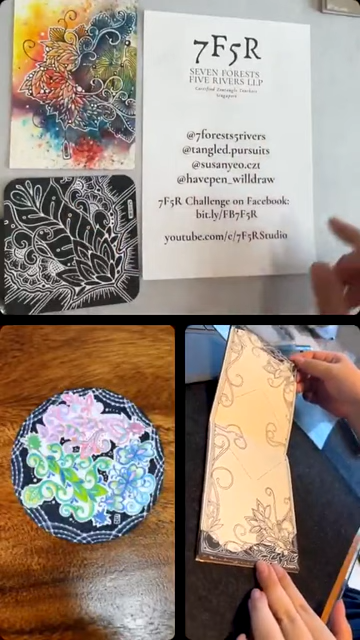 7F5R
SEVEN FORESTS
FIVE RIVERS LLP
Certified Zentangle Teachers
Singapore
@7forests5rivers
@tangled.pursuits
@susanyeo.czt
@havepen_willdraw
7F5R Challenge on Facebook:
bit.ly/FB7F5R
youtube.com/c/7F5RStudio